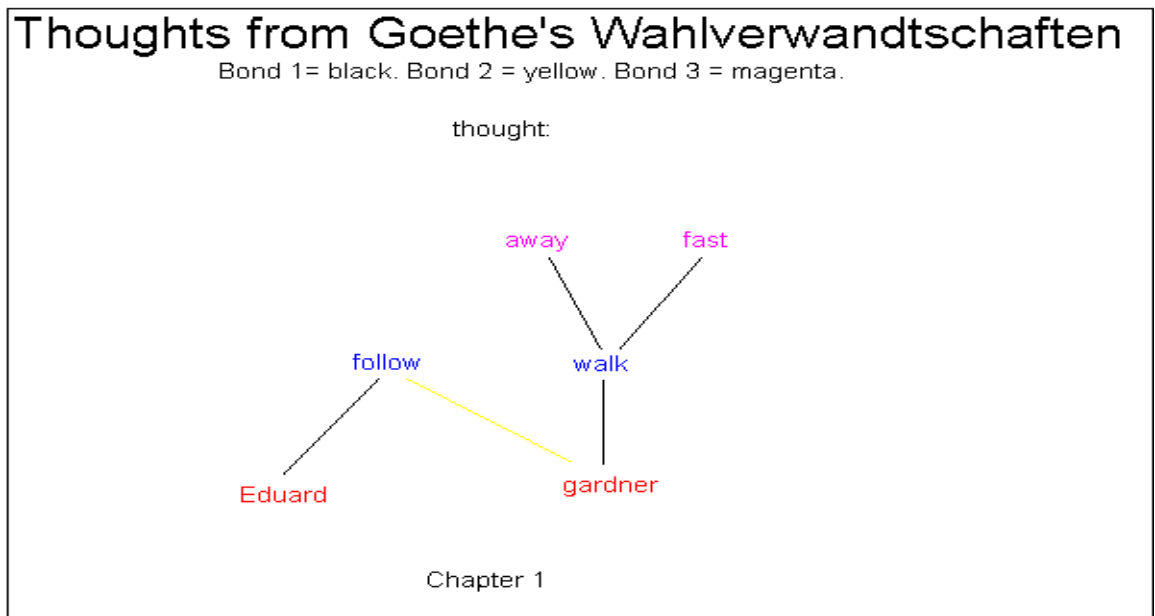 Thoughts from Goethe's Wahlverwandtschaften
Bond 1= black. Bond 2 = yellow. Bond 3 = magenta.
thought:
away fast
follow walk
Eduard gardner
Chapter 1